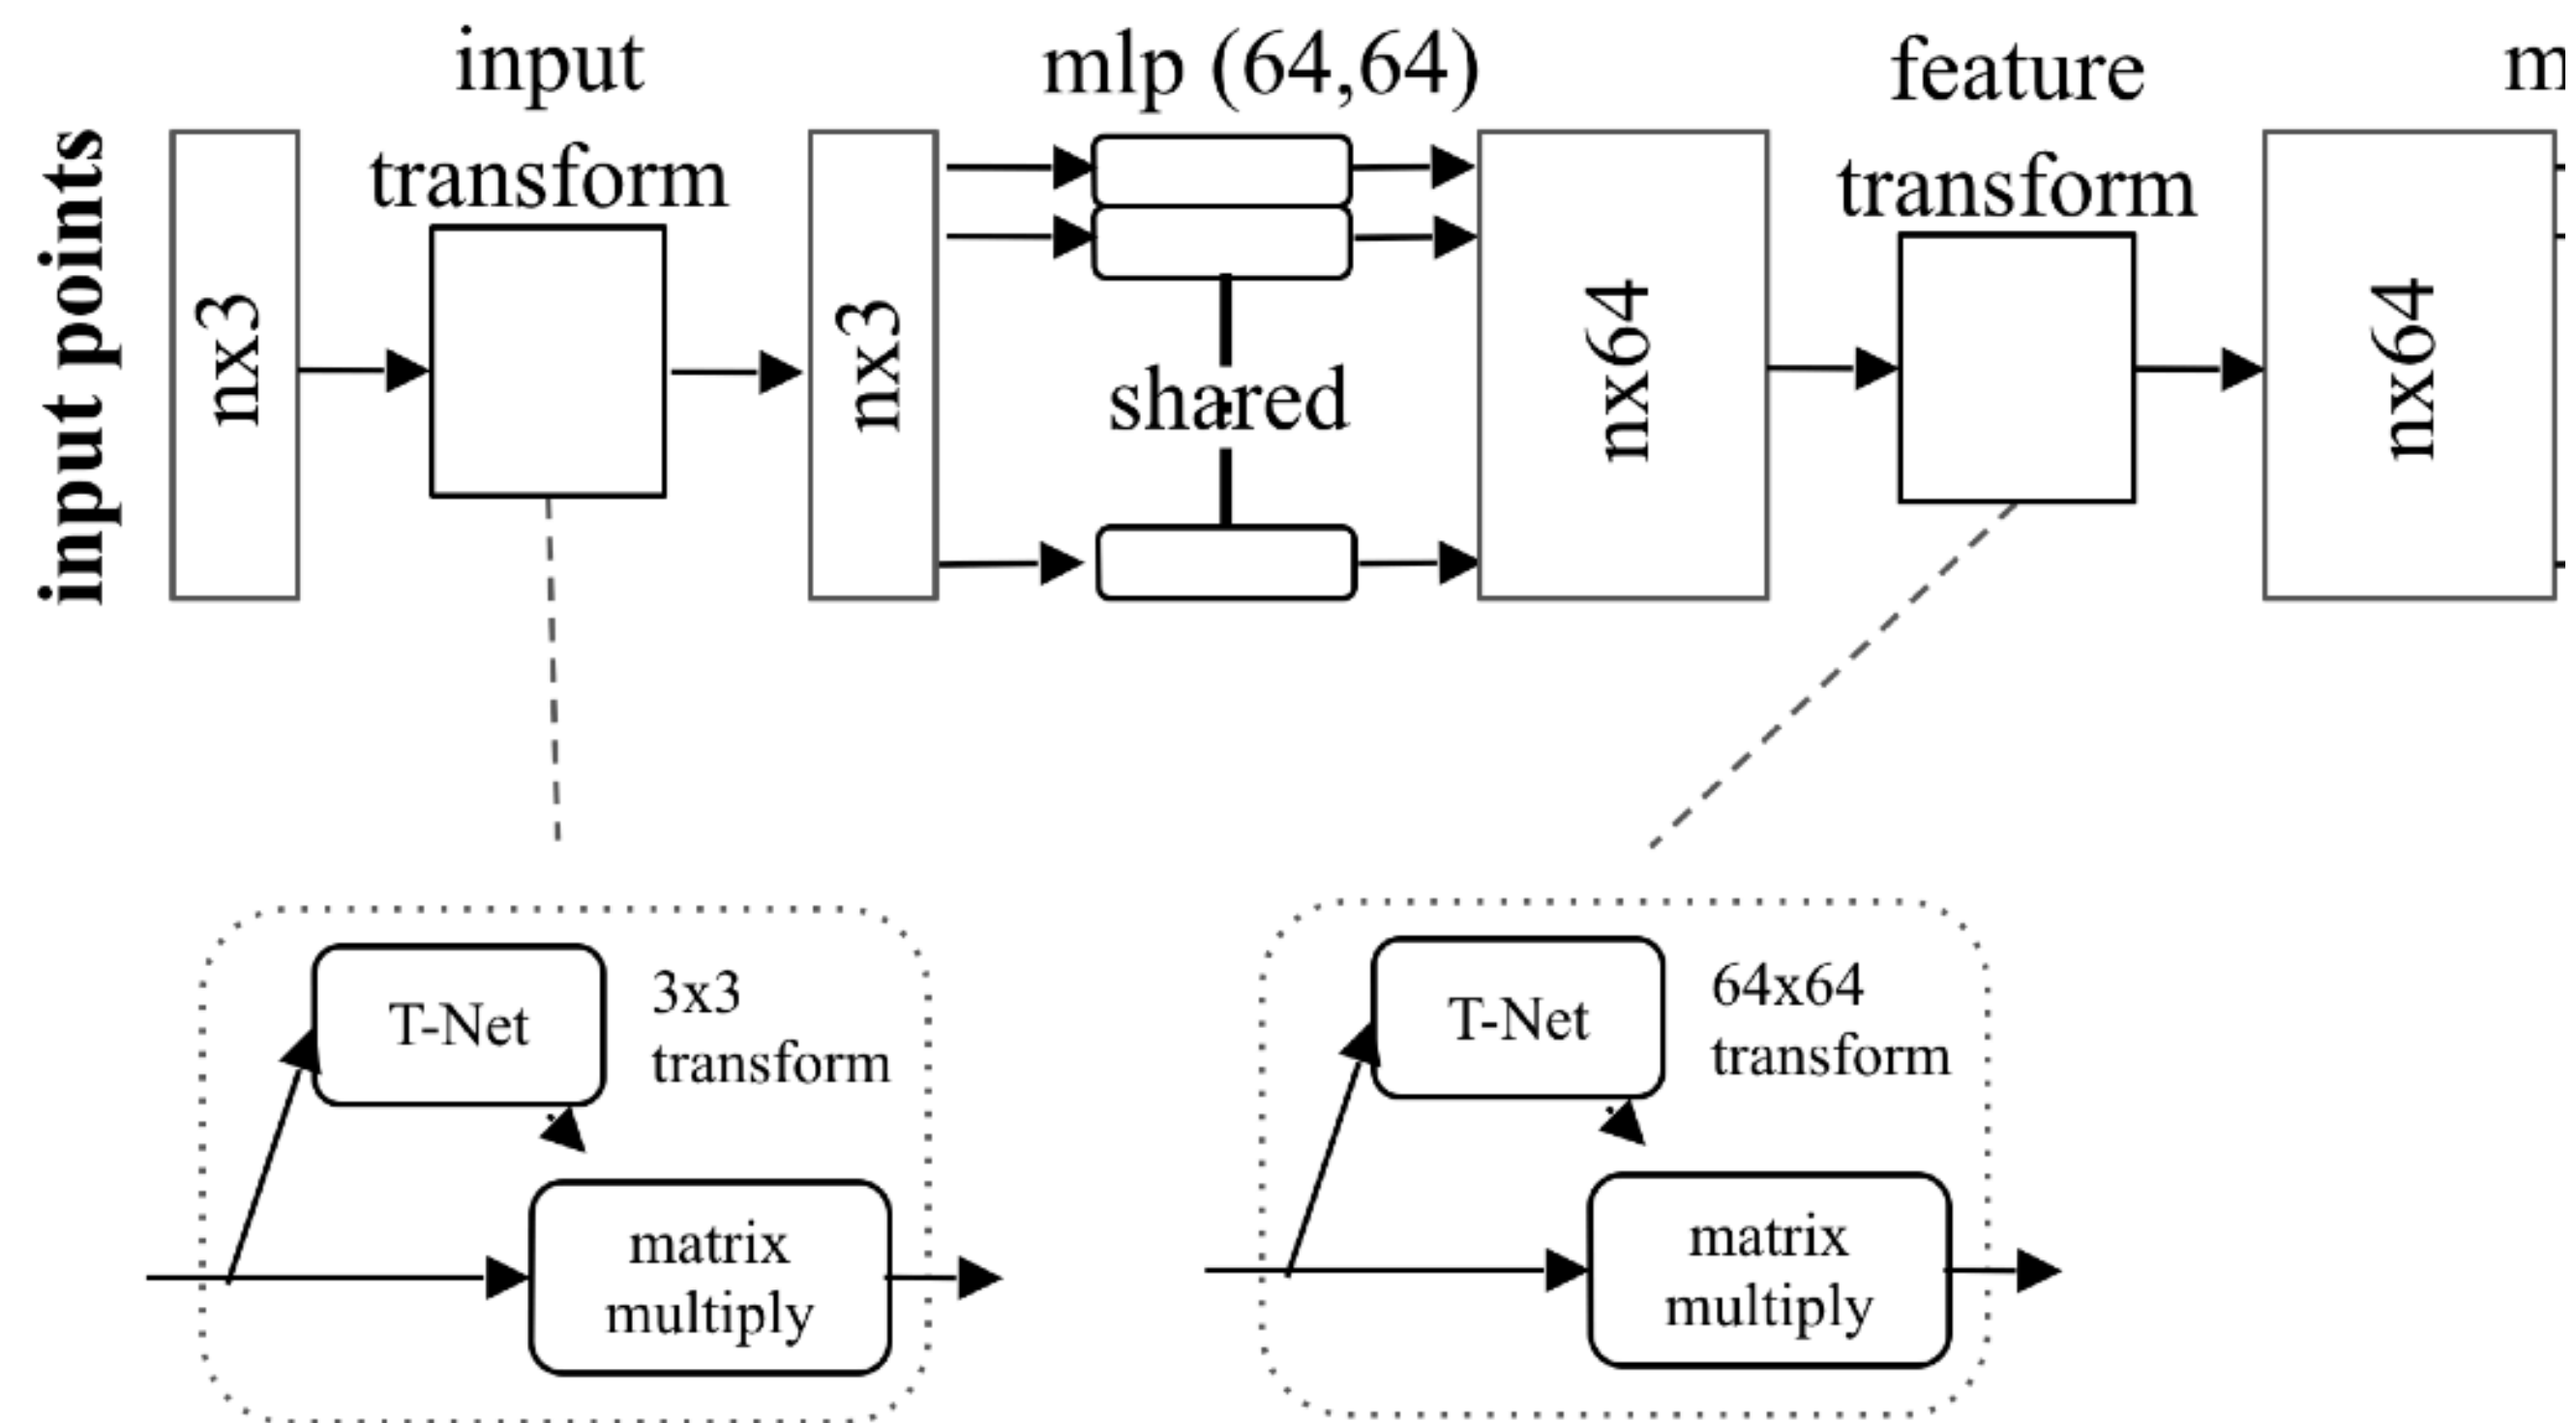 input points
nx3
input
transform
nx3
mlp (64,64)
shared
nx64
feature
transform
nx64
m
T-Net
3x3
transform
matrix
multiply
T-Net
64x64
transform
matrix
multiply